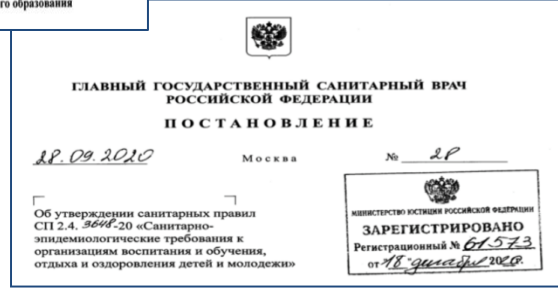 го образования
ГЛАВНЫЙ ГОСУДАРСТВЕННЫЙ САНИТАРНЫЙ ВРАЧ
РОССИЙСКОЙ ФЕДЕРАЦИИ
ПОСТАНОВЛЕНИЕ
28.09.2020 Москва № 28
Об утверждении санитарных правил
СП 2.4. 3648-20 «Санитарно-
эпидемиологические требования к
организациям воспитания и обучения,
отдыха и оздоровления детей и молодежи»
МИНИСТЕРСТВО ЮСТИЦИИ РОССИЙСКОЙ ФЕДЕРАЦИИ
ЗАРЕГИСТРИРОВАНО
Регистрационный № 61573
от "18" декабря 2020.